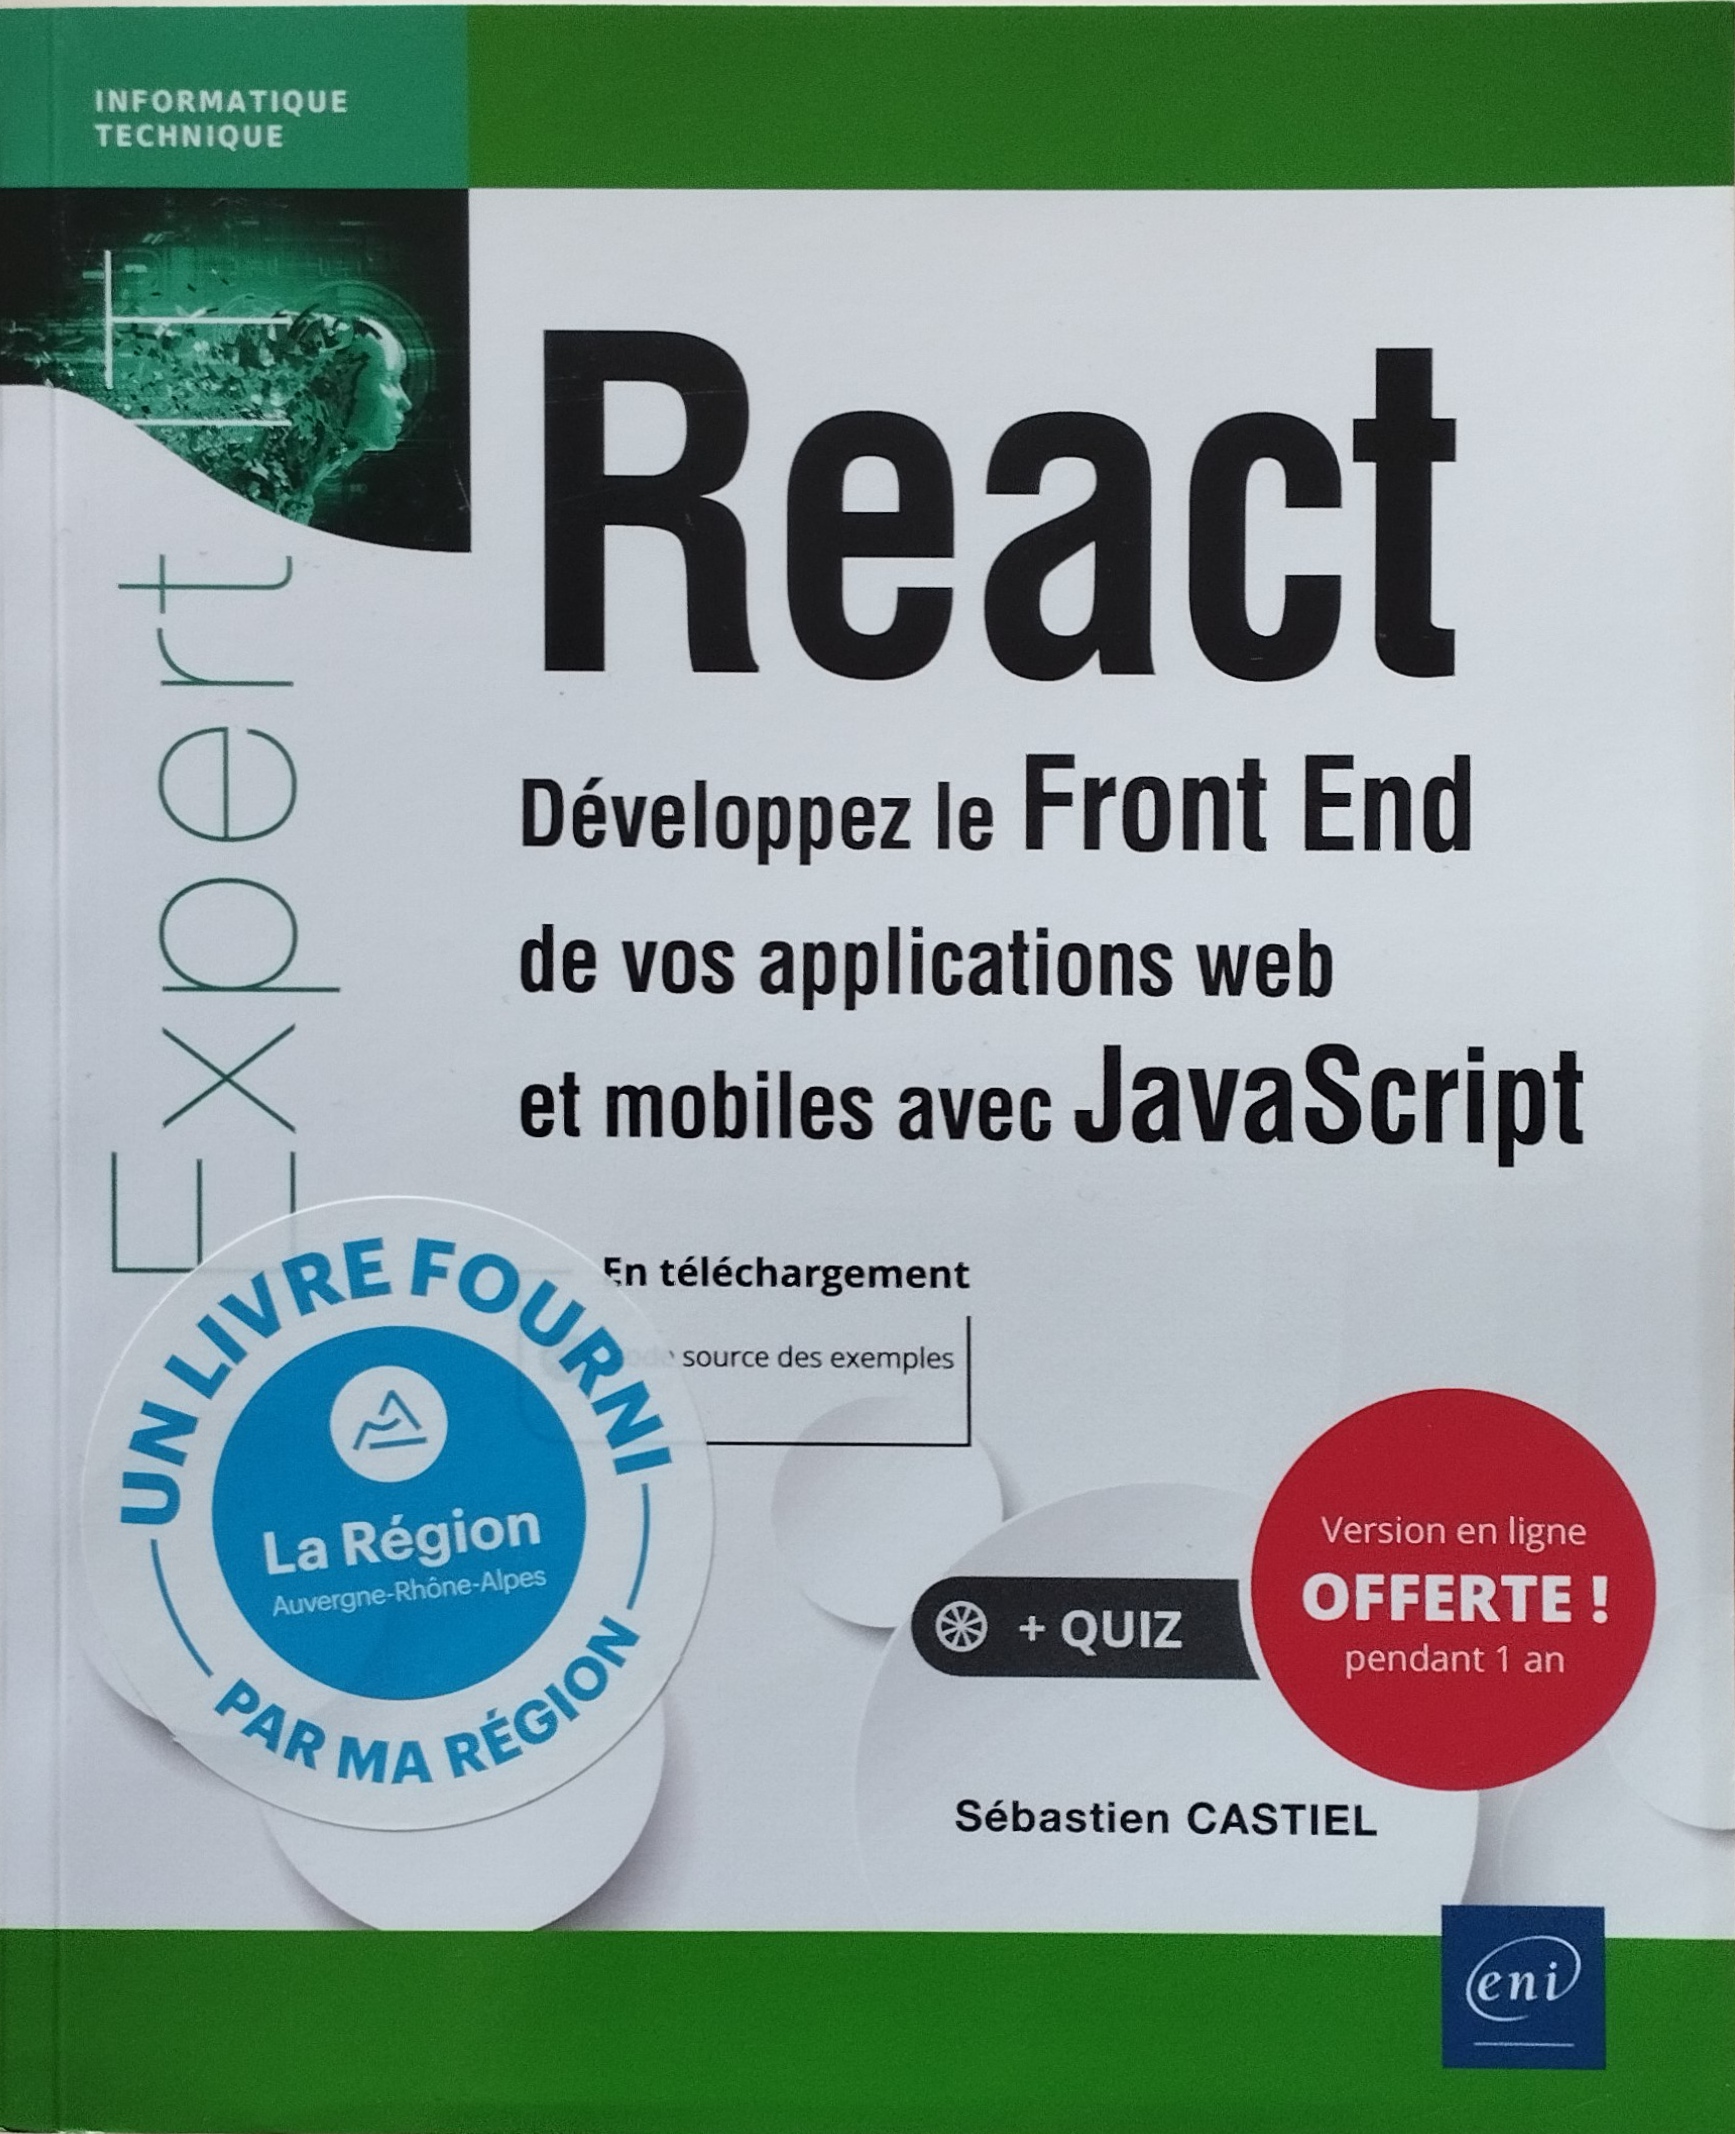 INFORMATIQUE
TECHNIQUE
Expert
React
Développez le Front End
de vos applications web
et mobiles avec JavaScript
En téléchargement
code source des exemples
UN LIVRE FOURNI
La Région
Auvergne-Rhône-Alpes
PAR MA RÉGION
+ QUIZ
Version en ligne
OFFERTE !
pendant 1 an
Sébastien CASTIEL
eni